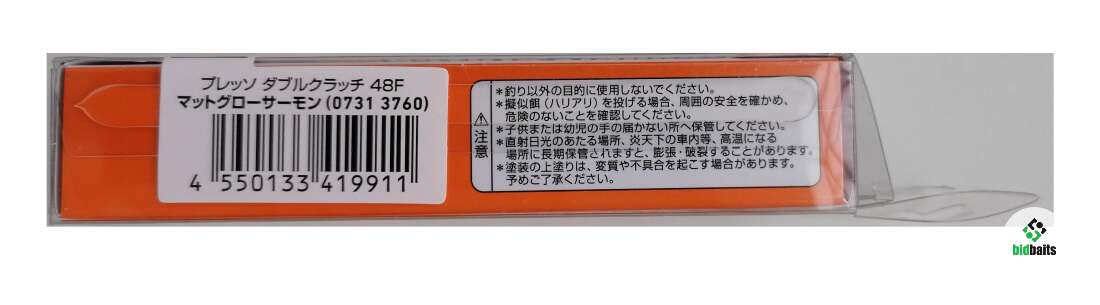 プレッソ ダブルクラッチ 48F
マットグローサーモン(0731 3760)
4 550133 419911
⚠注意
＊釣り以外の目的に使用しないでください。
＊擬似餌（ハリアリ）を投げる場合、周囲の安全を確かめ、
危険のないことを確認してください。
＊子供または幼児の手の届かない所へ保管してください。
＊直射日光のあたる場所、炎天下の車内等、高温になる
場所に長期保管されますと、膨張・破裂することがあります。
＊塗装の上塗りは、変質や不具合を起こす場合があります。
予めご了承ください。
bidbaits